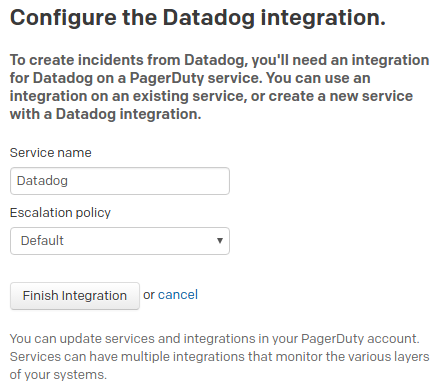 Configure the Datadog integration.
To create incidents from Datadog, you'll need an integration
for Datadog on a PagerDuty service. You can use an
integration on an existing service, or create a new service
with a Datadog integration.
Service name
Datadog
Escalation policy
Default
Finish Integration or cancel
You can update services and integrations in your PagerDuty account.
Services can have multiple integrations that monitor the various layers
of your systems.